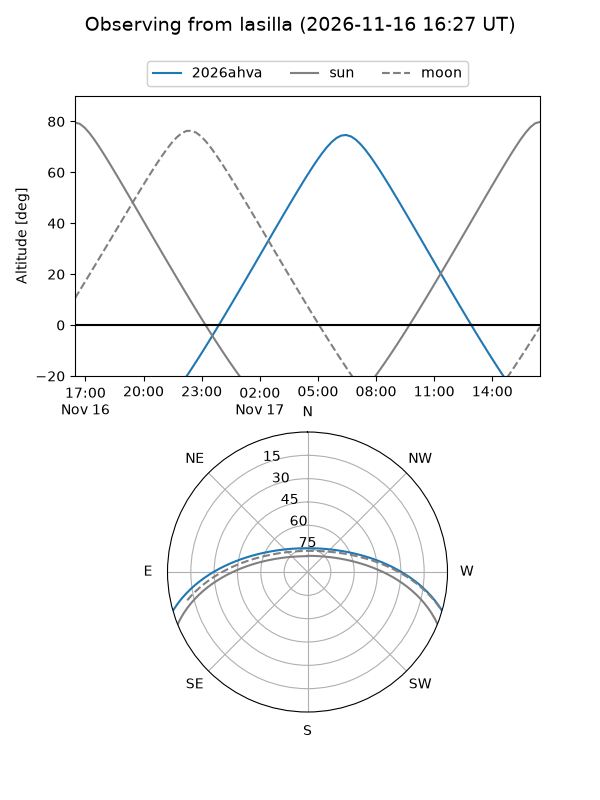 Observing from lasilla (2026-11-16 16:27 UT)
2026ahva sun moon
Altitude [deg]
80
60
40
20
0
−20
17:00 20:00 23:00 02:00 05:00 08:00 11:00 14:00
Nov 16 Nov 17
N
NE NW
15
30
45
60
75
E W
SE SW
S